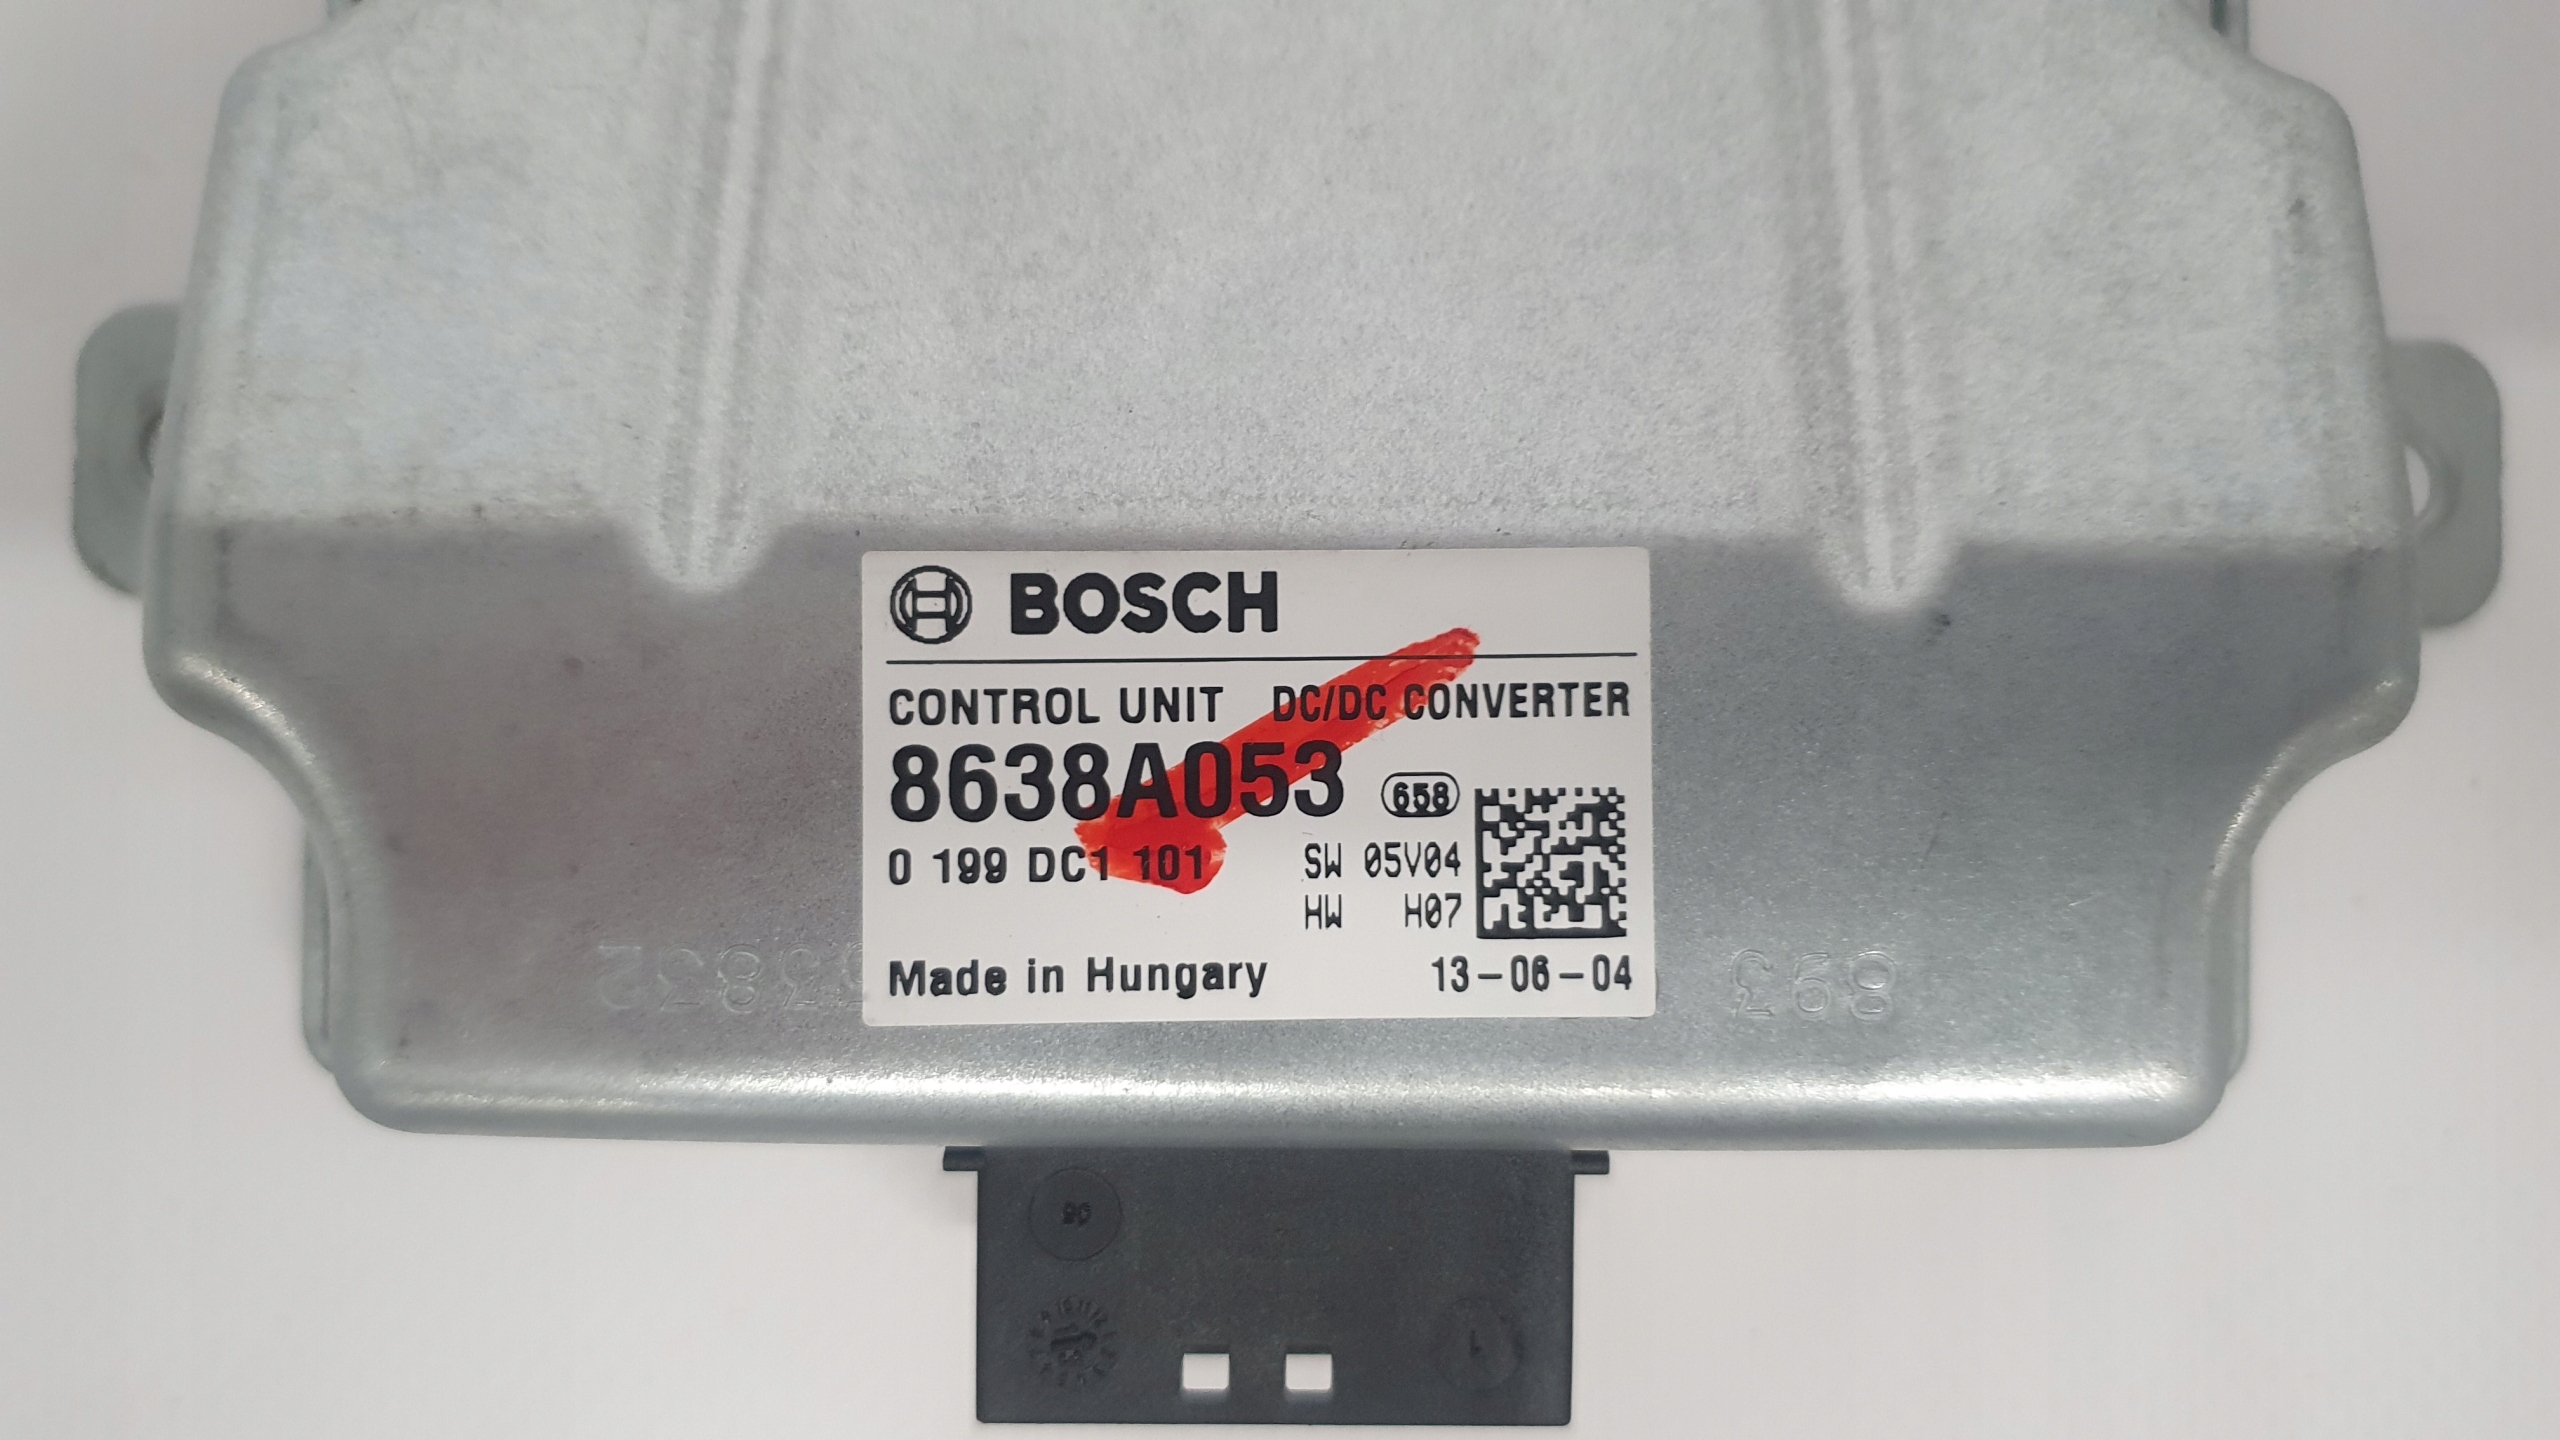 BOSCH
CONTROL UNIT DC/DC CONVERTER
8638A053 658
0 199 DC1 101 SW 05V04
HW H07
Made in Hungary 13-06-04
893